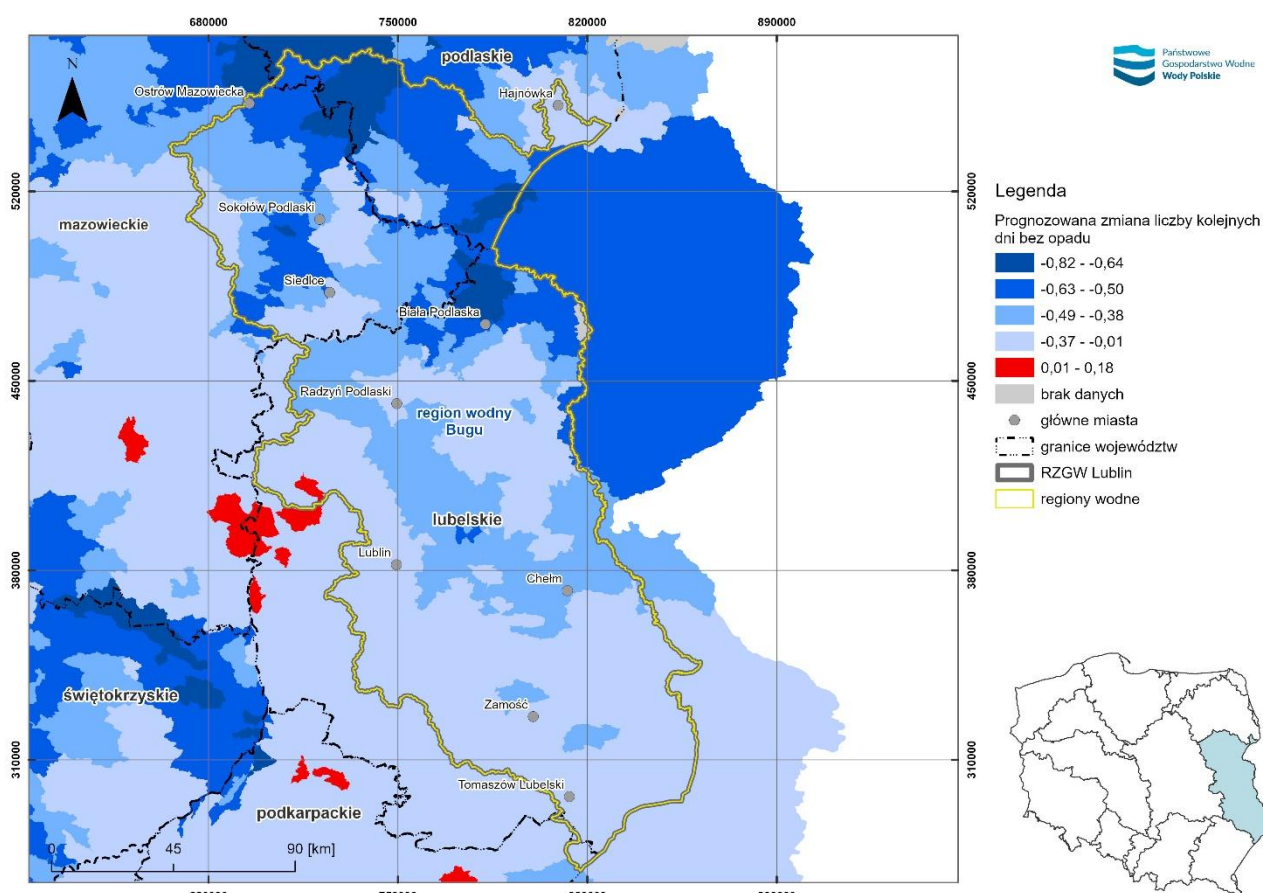 680000 750000 820000 890000
podlaskie
N
Ostrów Mazowiecka
Hajnówka
520000 520000
Sokołów Podlaski
mazowieckie
Siedlce
Biała Podlaska
450000 450000
Radzyń Podlaski
region wodny
Bugu
lubelskie
Lublin
380000 380000
Chełm
świętokrzyskie
Zamość
310000 310000
Tomaszów Lubelski
podkarpackie
0 45 90 [km]
680000 750000 820000 890000
Państwowe
Gospodarstwo Wodne
Wody Polskie
Legenda
Prognozowana zmiana liczby kolejnych
dni bez opadu
-0,82 - -0,64
-0,63 - -0,50
-0,49 - -0,38
-0,37 - -0,01
0,01 - 0,18
brak danych
główne miasta
granice województw
RZGW Lublin
regiony wodne